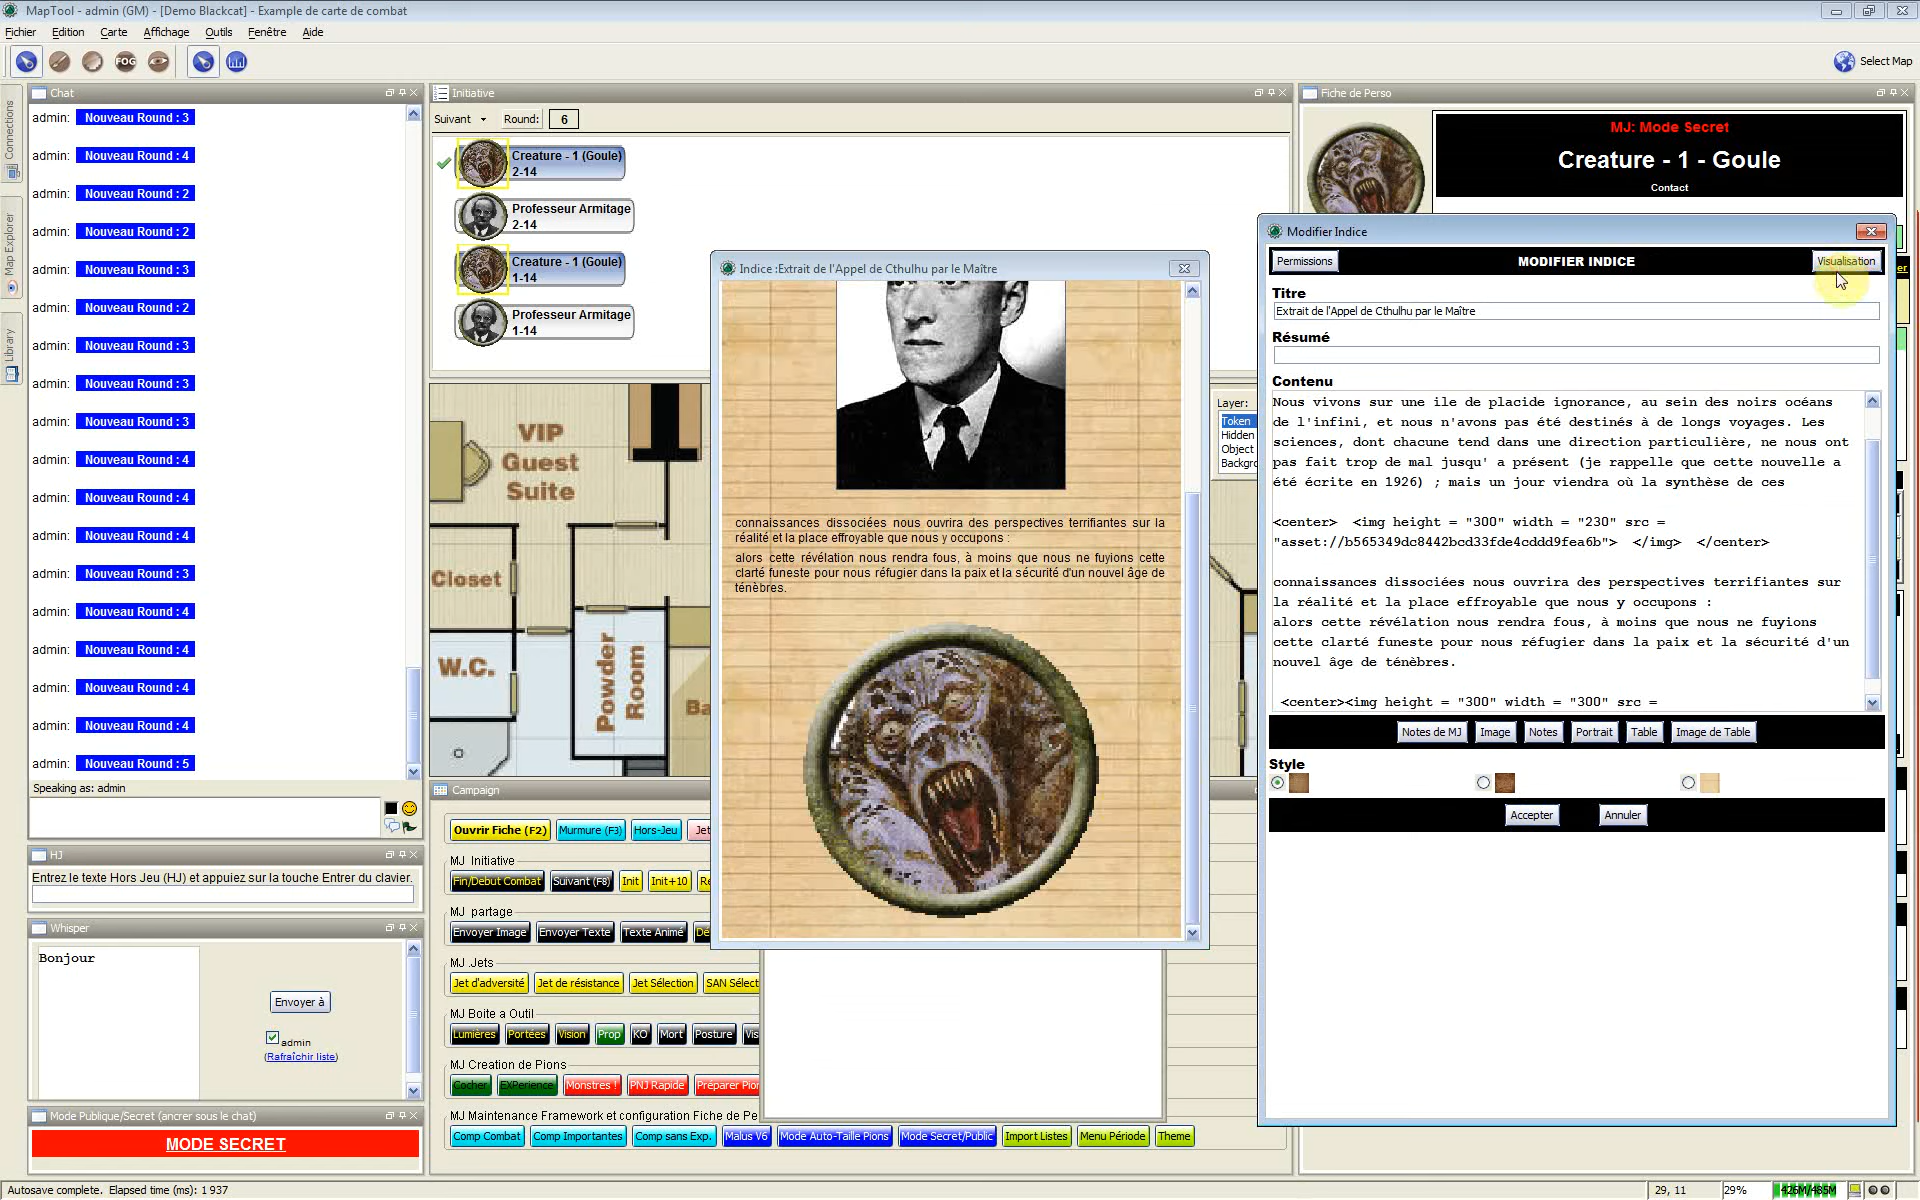 MapTool - admin (GM) - [Demo Blackcat] - Example de carte de combat
Fichier Edition Carte Affichage Outils Fenêtre Aide
FOG
Select Map
Connections
Map Explorer
Library
Chat
admin: Nouveau Round : 3
admin: Nouveau Round : 4
admin: Nouveau Round : 2
admin: Nouveau Round : 2
admin: Nouveau Round : 3
admin: Nouveau Round : 2
admin: Nouveau Round : 3
admin: Nouveau Round : 3
admin: Nouveau Round : 3
admin: Nouveau Round : 4
admin: Nouveau Round : 4
admin: Nouveau Round : 4
admin: Nouveau Round : 3
admin: Nouveau Round : 4
admin: Nouveau Round : 4
admin: Nouveau Round : 4
admin: Nouveau Round : 4
admin: Nouveau Round : 5
Speaking as: admin
HJ
Entrez le texte Hors Jeu (HJ) et appuiez sur la touche Entrer du clavier.
Whisper
Bonjour
Envoyer à
admin
(Rafraîchir liste)
Mode Publique/Secret (ancrer sous le chat)
MODE SECRET
Initiative
Suivant Round: 6
Creature - 1 (Goule)
2-14
Professeur Armitage
2-14
Creature - 1 (Goule)
1-14
Professeur Armitage
1-14
VIP
Guest
Suite
Closet
W.C.
Powder
Room
Layer:
Token
Hidden
Object
Campaign
Ouvrir Fiche (F2) Murmure (F3) Hors-Jeu Jet
MJ Initiative
Fin/Debut Combat Suivant (F8) Init Init+10
MJ partage
Envoyer Image Envoyer Texte Texte Animé
MJ .Jets
Jet d'adversité Jet de résistance Jet Sélection SAN Sélect
MJ Boite a Outil
Lumières Portées Vision Prop KO Mort Posture
MJ Creation de Pions
Cocher EXPerience Monstres ! PNJ Rapide Préparer Pion
MJ Maintenance Framework et configuration Fiche de Pe
Comp Combat Comp Importantes Comp sans Exp. Malus V6 Mode Auto-Taille Pions Mode Secret/Public Import Listes Menu Période Theme
Indice :Extrait de l'Appel de Cthulhu par le Maître
connaissances dissociées nous ouvrira des perspectives terrifiantes sur la
réalité et la place effroyable que nous y occupons :
alors cette révélation nous rendra fous, à moins que nous ne fuyions cette
clarté funeste pour nous réfugier dans la paix et la sécurité d'un nouvel âge de
ténèbres.
Fiche de Perso
MJ: Mode Secret
Creature - 1 - Goule
Contact
Modifier Indice
Permissions MODIFIER INDICE Visualisation
Titre
Extrait de l'Appel de Cthulhu par le Maître
Résumé
Contenu
Nous vivons sur une ile de placide ignorance, au sein des noirs océans
de l'infini, et nous n'avons pas été destinés à de longs voyages. Les
sciences, dont chacune tend dans une direction particulière, ne nous ont
pas fait trop de mal jusqu' a présent (je rappelle que cette nouvelle a
été écrite en 1926) ; mais un jour viendra où la synthèse de ces
<center> <img height = "300" width = "230" src =
"asset://b565349dc8442bcd33fde4cddd9fea6b"> </img> </center>
connaissances dissociées nous ouvrira des perspectives terrifiantes sur
la réalité et la place effroyable que nous y occupons :
alors cette révélation nous rendra fous, à moins que nous ne fuyions
cette clarté funeste pour nous réfugier dans la paix et la sécurité d'un
nouvel âge de ténèbres.
<center><img height = "300" width = "300" src =
Notes de MJ Image Notes Portrait Table Image de Table
Style
Accepter Annuler
Autosave complete. Elapsed time (ms): 1 937
29, 11 29% 426M/485M